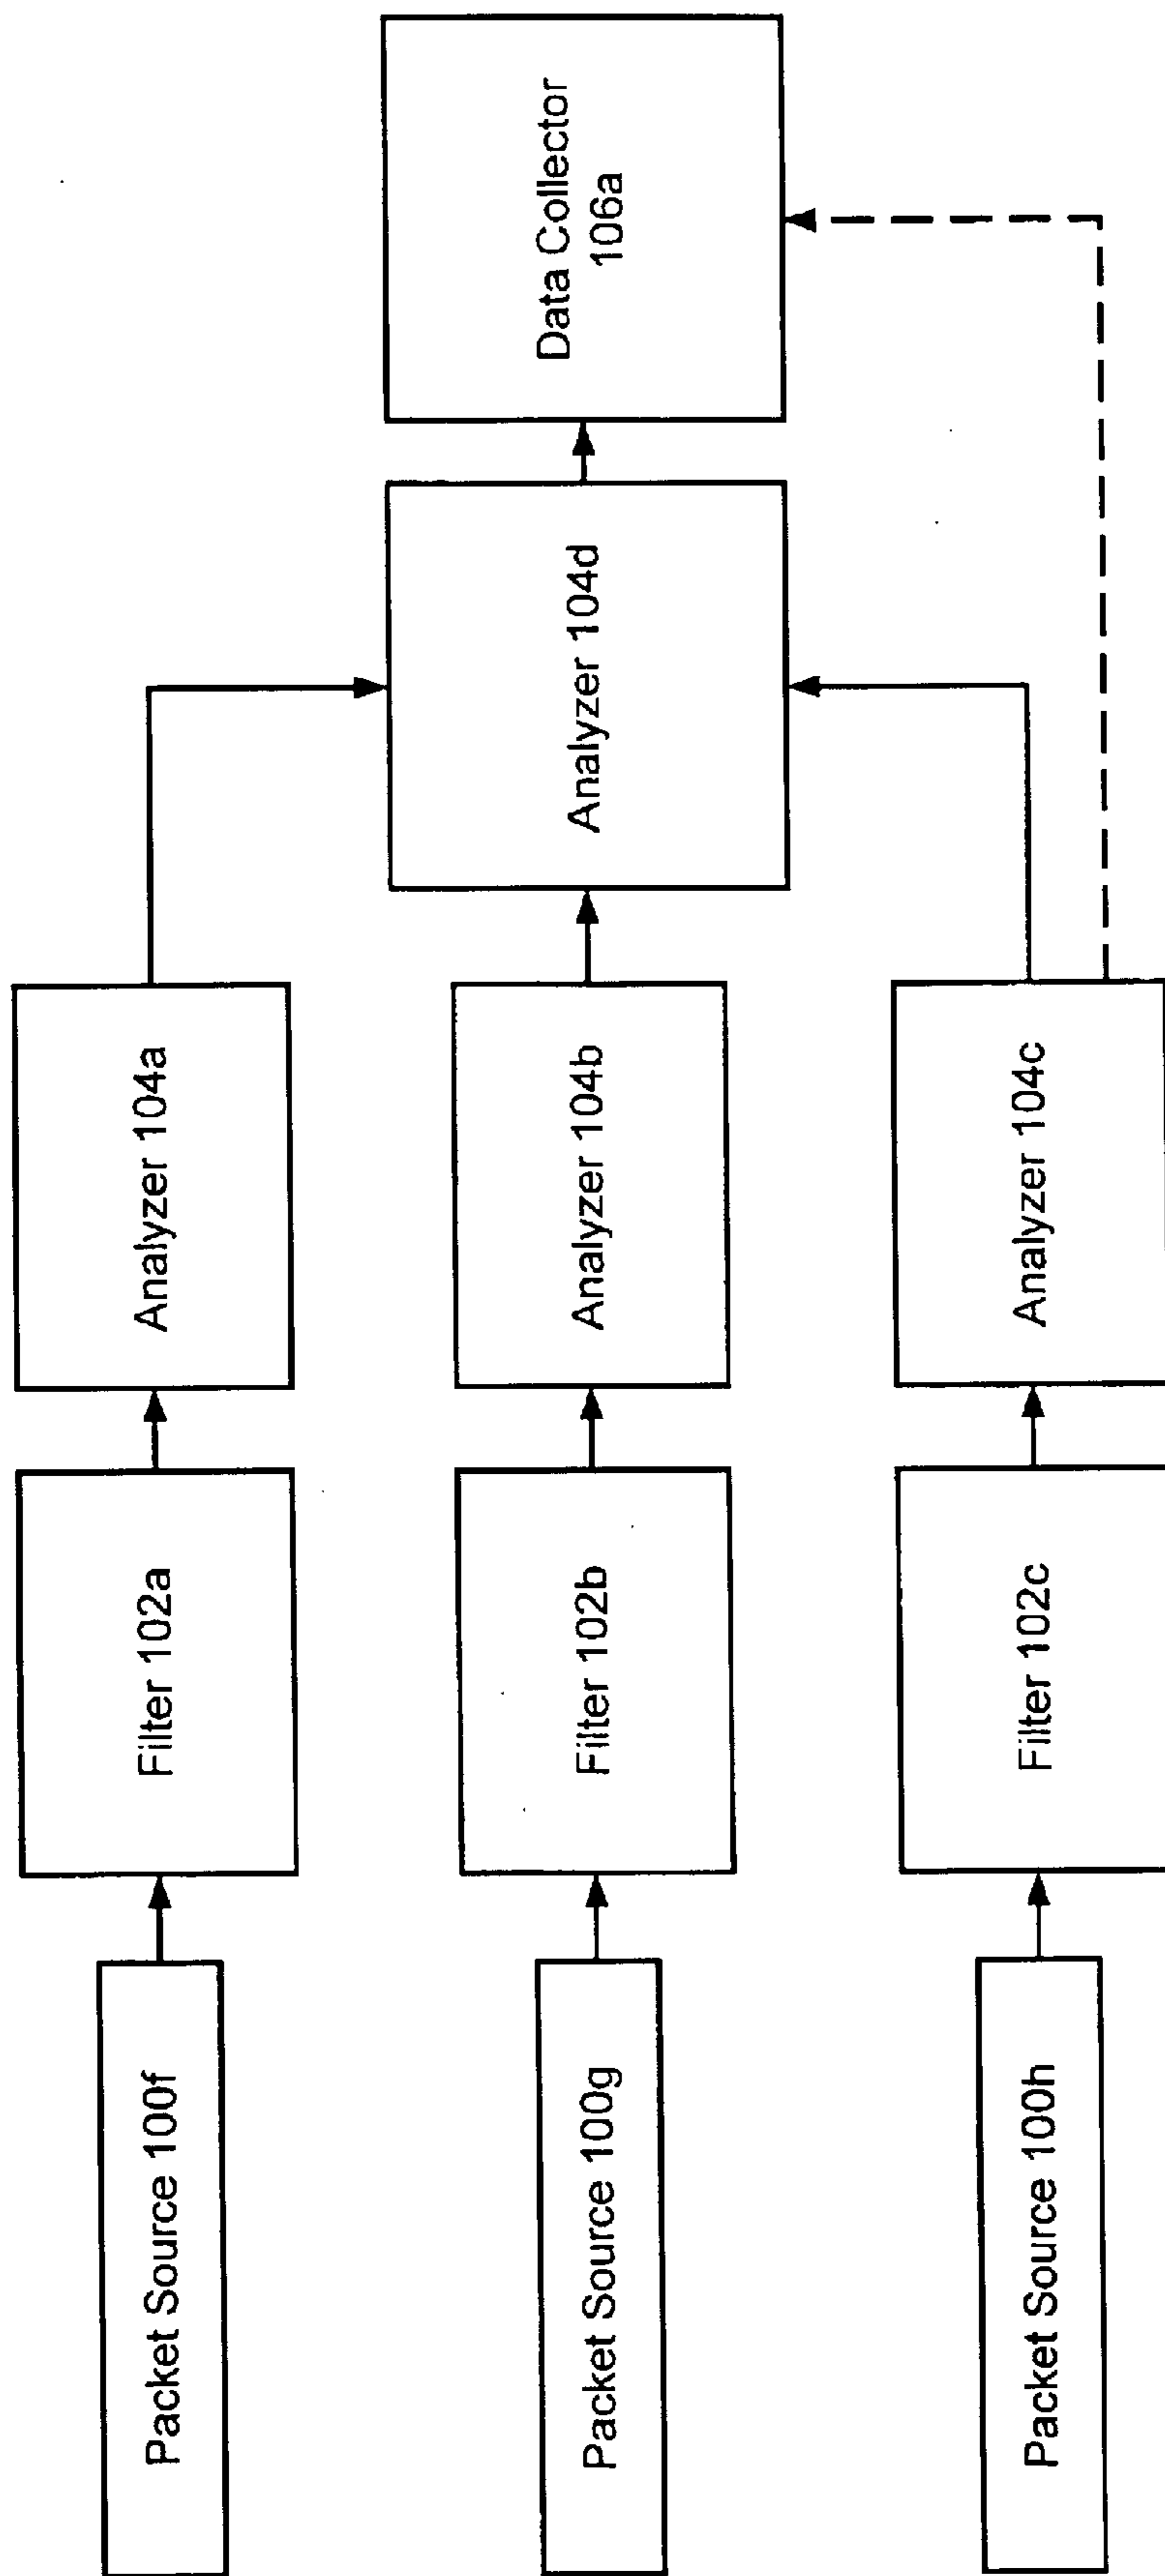 Packet Source 100f
Filter 102a
Analyzer 104a
Packet Source 100g
Filter 102b
Analyzer 104b
Analyzer 104d
Data Collector
106a
Packet Source 100h
Filter 102c
Analyzer 104c